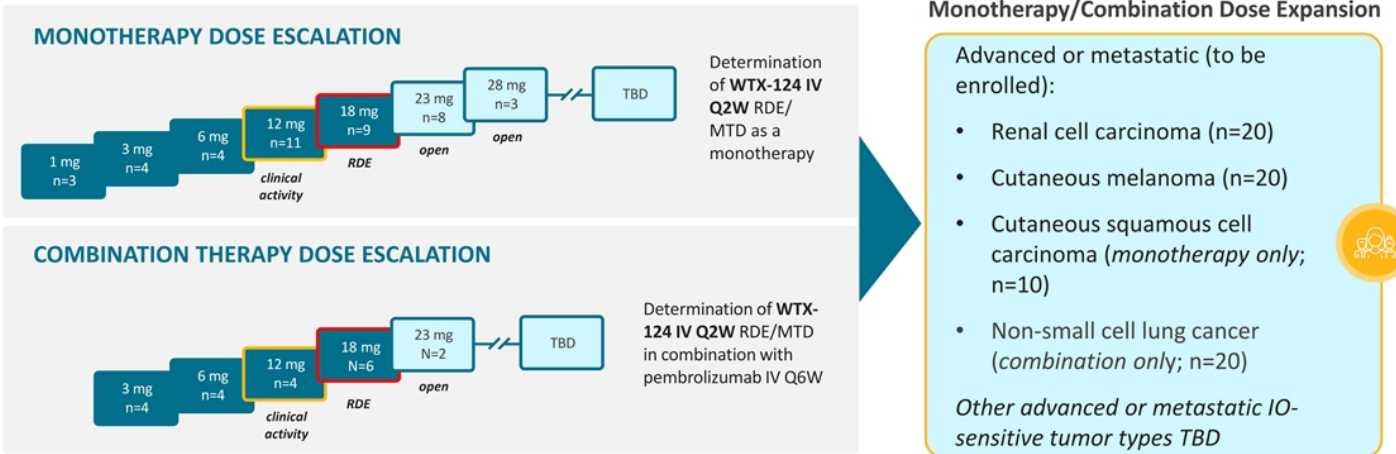 MONOTHERAPY DOSE ESCALATION
1 mg
n=3
3 mg
n=4
6 mg
n=4
12 mg
n=11
clinical
activity
18 mg
n=9
RDE
23 mg
n=8
open
28 mg
n=3
open
TBD
Determination
of WTX-124 IV
Q2W RDE/
MTD as a
monotherapy
COMBINATION THERAPY DOSE ESCALATION
3 mg
n=4
6 mg
n=4
12 mg
n=4
clinical
activity
18 mg
N=6
RDE
23 mg
N=2
open
TBD
Determination of WTX-
124 IV Q2W RDE/MTD
in combination with
pembrolizumab IV Q6W
Monotherapy/Combination Dose Expansion
Advanced or metastatic (to be
enrolled):
• Renal cell carcinoma (n=20)
• Cutaneous melanoma (n=20)
• Cutaneous squamous cell
carcinoma (monotherapy only;
n=10)
• Non-small cell lung cancer
(combination only; n=20)
Other advanced or metastatic IO-
sensitive tumor types TBD